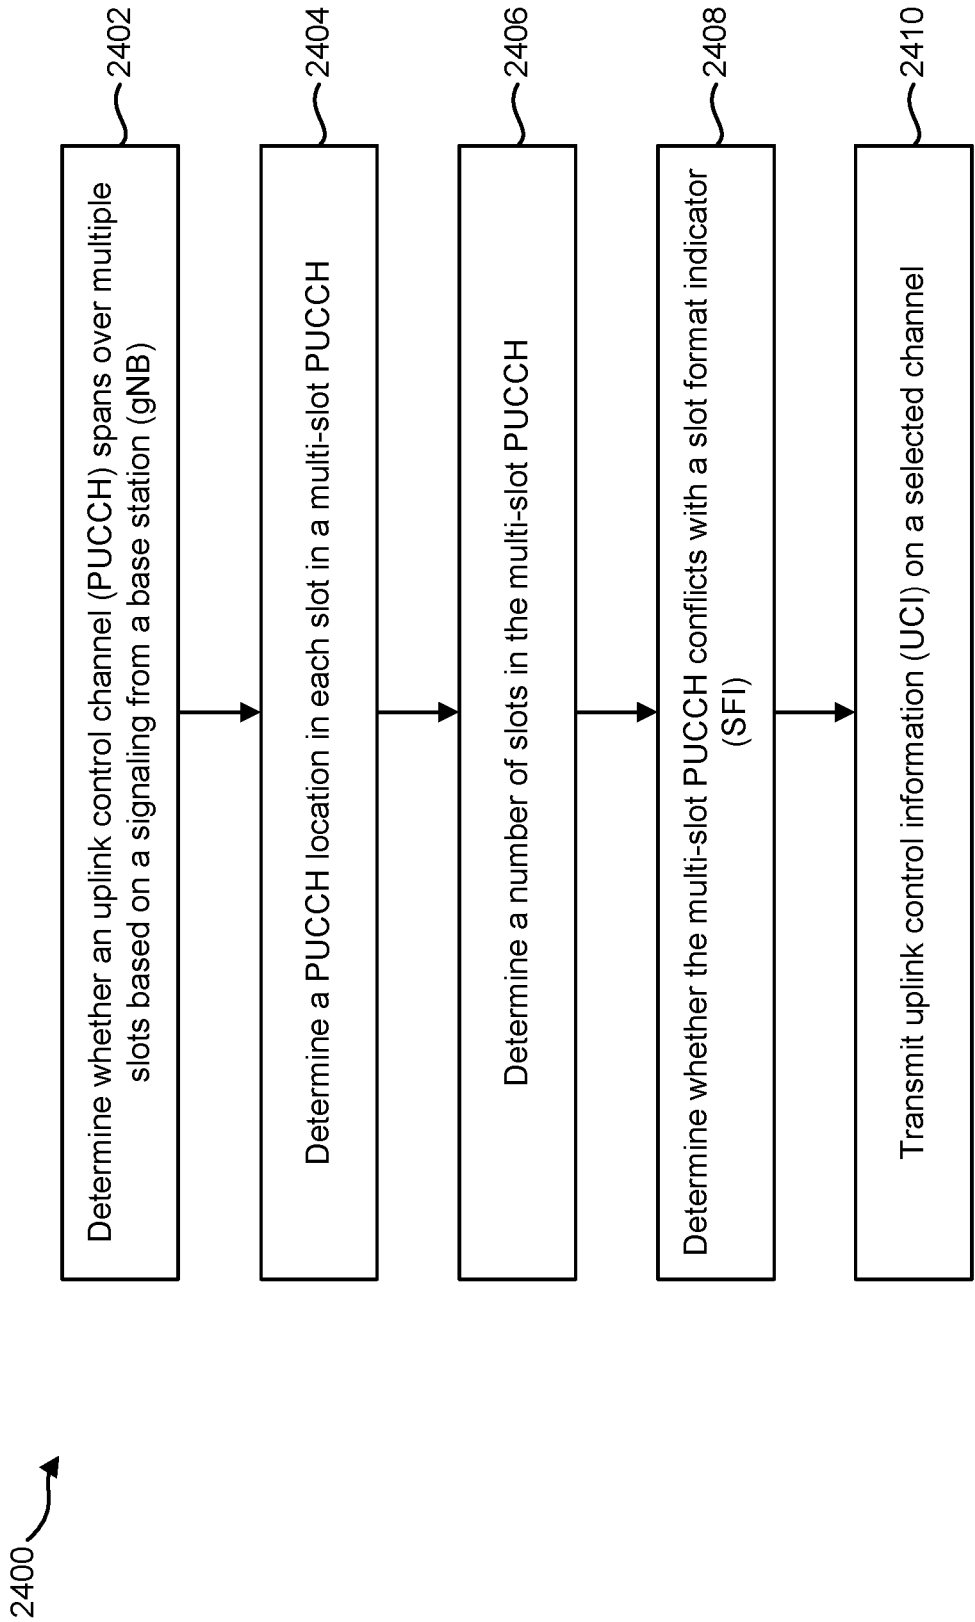 2400
Determine whether an uplink control channel (PUCCH) spans over multiple
slots based on a signaling from a base station (gNB)
2402
Determine a PUCCH location in each slot in a multi-slot PUCCH
2404
Determine a number of slots in the multi-slot PUCCH
2406
Determine whether the multi-slot PUCCH conflicts with a slot format indicator
(SFI)
2408
Transmit uplink control information (UCI) on a selected channel
2410